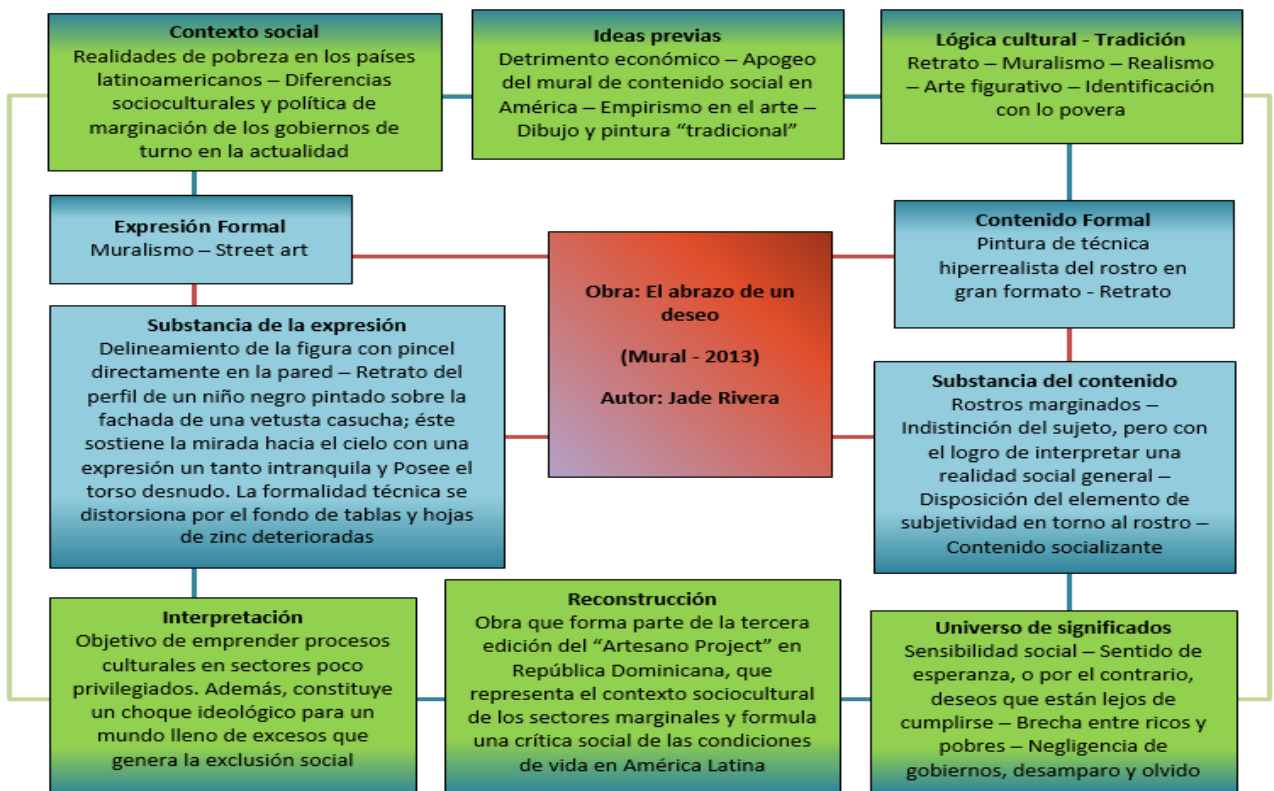 Contexto social
Realidades de pobreza en los países
latinoamericanos – Diferencias
socioculturales y política de
marginación de los gobiernos de
turno en la actualidad
Ideas previas
Detrimento económico – Apogeo
del mural de contenido social en
América – Empirismo en el arte –
Dibujo y pintura “tradicional”
Lógica cultural - Tradición
Retrato – Muralismo – Realismo
– Arte figurativo – Identificación
con lo povera
Expresión Formal
Muralismo – Street art
Obra: El abrazo de un
deseo
(Mural - 2013)
Autor: Jade Rivera
Contenido Formal
Pintura de técnica
hiperrealista del rostro en
gran formato - Retrato
Substancia de la expresión
Delineamiento de la figura con pincel
directamente en la pared – Retrato del
perfil de un niño negro pintado sobre la
fachada de una vetusta casucha; éste
sostiene la mirada hacia el cielo con una
expresión un tanto intranquila y Posee el
torso desnudo. La formalidad técnica se
distorsiona por el fondo de tablas y hojas
de zinc deterioradas
Substancia del contenido
Rostros marginados –
Indistinción del sujeto, pero con
el logro de interpretar una
realidad social general –
Disposición del elemento de
subjetividad en torno al rostro –
Contenido socializante
Interpretación
Objetivo de emprender procesos
culturales en sectores poco
privilegiados. Además, constituye
un choque ideológico para un
mundo lleno de excesos que
genera la exclusión social
Reconstrucción
Obra que forma parte de la tercera
edición del “Artesano Project” en
República Dominicana, que
representa el contexto sociocultural
de los sectores marginales y formula
una crítica social de las condiciones
de vida en América Latina
Universo de significados
Sensibilidad social – Sentido de
esperanza, o por el contrario,
deseos que están lejos de
cumplirse – Brecha entre ricos y
pobres – Negligencia de
gobiernos, desamparo y olvido